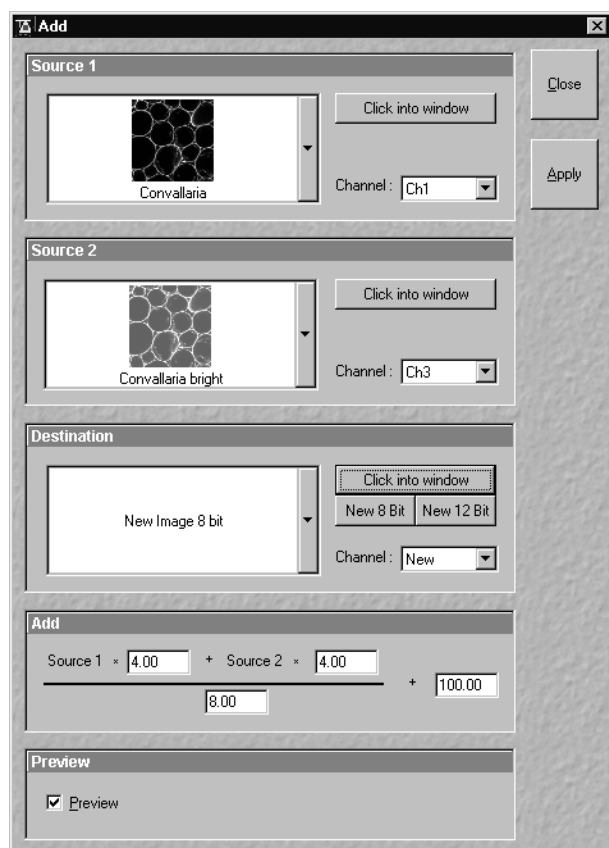 Add
Close
Apply
Source 1
Click into window
Convallaria
Channel : Ch1
Source 2
Click into window
Convallaria bright
Channel : Ch3
Destination
New Image 8 bit
Click into window
New 8 Bit New 12 Bit
Channel : New
Add
Source 1 × 4.00 + Source 2 × 4.00
8.00
+ 100.00
Preview
Preview